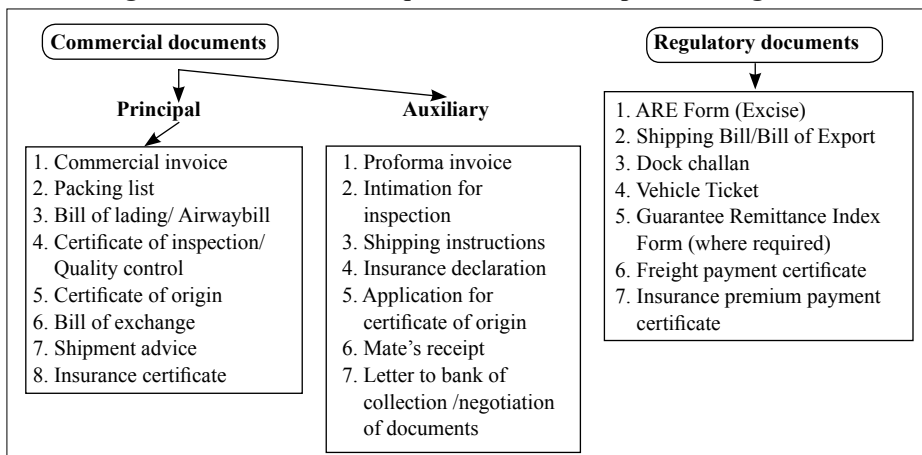 Commercial documents
Principal
1. Commercial invoice
2. Packing list
3. Bill of lading/ Airwaybill
4. Certificate of inspection/
Quality control
5. Certificate of origin
6. Bill of exchange
7. Shipment advice
8. Insurance certificate
Auxiliary
1. Proforma invoice
2. Intimation for
inspection
3. Shipping instructions
4. Insurance declaration
5. Application for
certificate of origin
6. Mate's receipt
7. Letter to bank of
collection /negotiation
of documents
Regulatory documents
1. ARE Form (Excise)
2. Shipping Bill/Bill of Export
3. Dock challan
4. Vehicle Ticket
5. Guarantee Remittance Index
Form (where required)
6. Freight payment certificate
7. Insurance premium payment
certificate